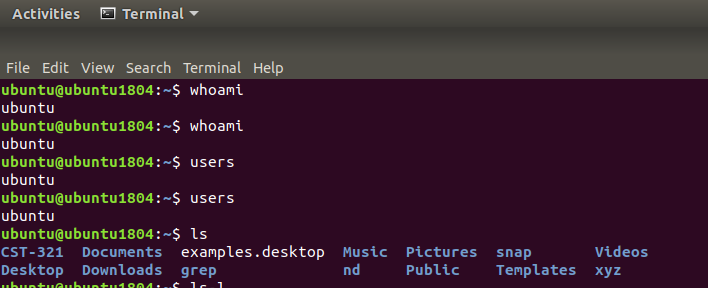 Activities Terminal
File Edit View Search Terminal Help
ubuntu@ubuntu1804:~$ whoami
ubuntu
ubuntu@ubuntu1804:~$ whoami
ubuntu
ubuntu@ubuntu1804:~$ users
ubuntu
ubuntu@ubuntu1804:~$ users
ubuntu
ubuntu@ubuntu1804:~$ ls
CST-321 Documents examples.desktop Music Pictures snap Videos
Desktop Downloads grep nd Public Templates xyz
ubuntu@ubuntu1804:~$